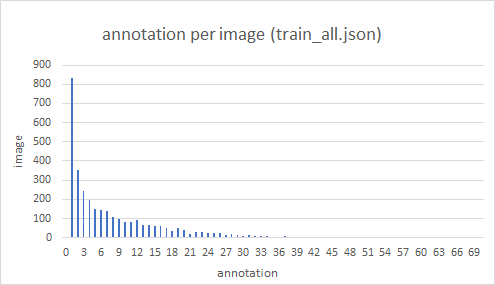 annotation per image (train_all.json)
900
800
700
600
500
400
300
200
100
0
image
0 3 6 9 12 15 18 21 24 27 30 33 36 39 42 45 48 51 54 57 60 63 66 69
annotation